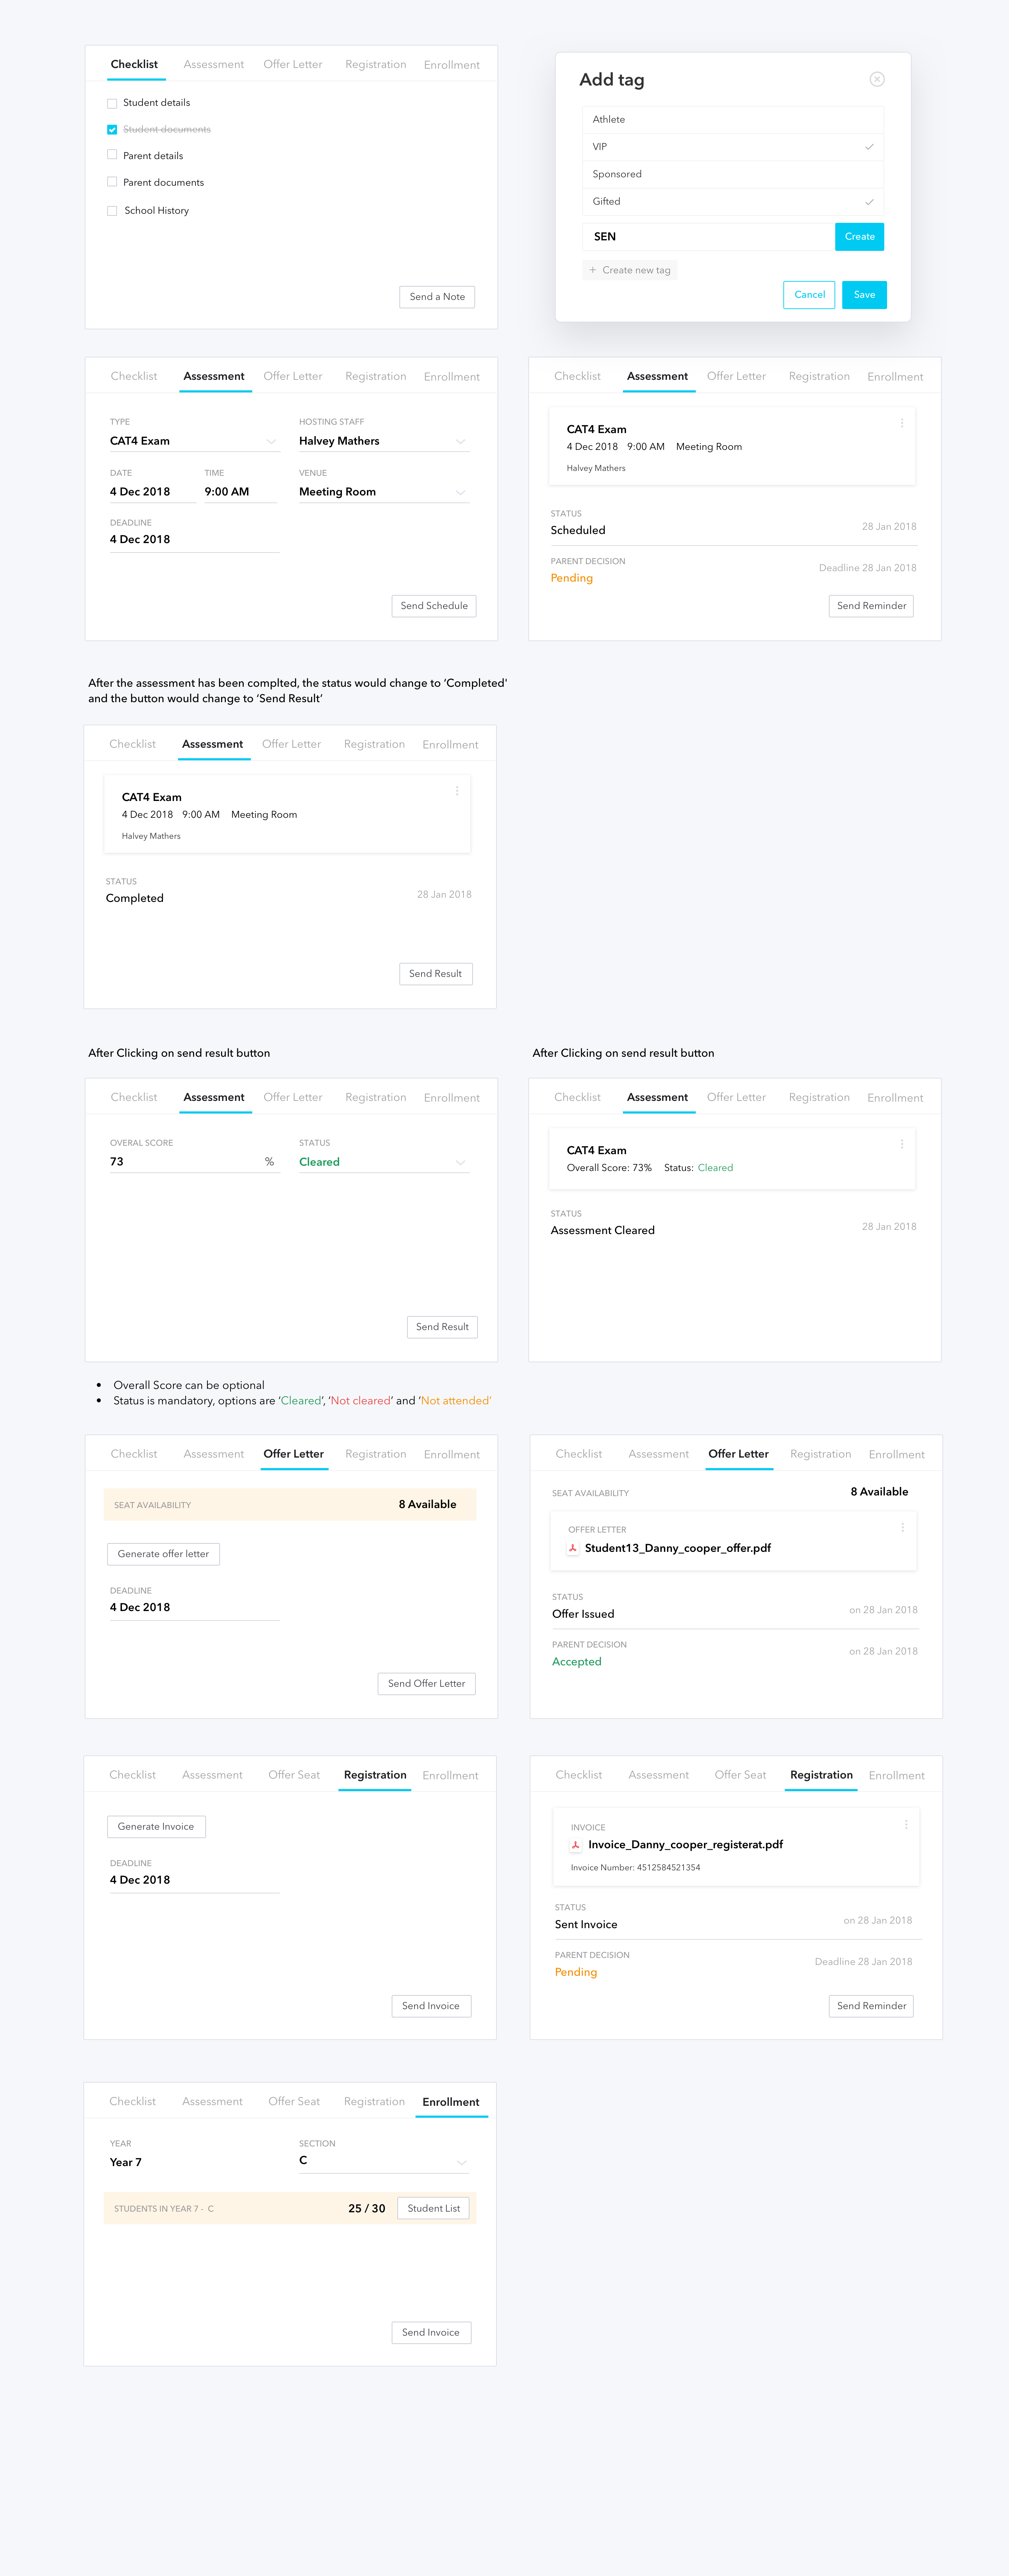 Checklist Assessment Offer Letter Registration Enrollment
Student details
Student documents
Parent details
Parent documents
School History
Send a Note
Add tag
Athlete
VIP
Sponsored
Gifted
SEN Create
+ Create new tag
Cancel Save
Checklist Assessment Offer Letter Registration Enrollment
TYPE HOSTING STAFF
CAT4 Exam Halvey Mathers
DATE TIME VENUE
4 Dec 2018 9:00 AM Meeting Room
DEADLINE
4 Dec 2018
Send Schedule
Checklist Assessment Offer Letter Registration Enrollment
CAT4 Exam
4 Dec 2018 9:00 AM Meeting Room
Halvey Mathers
STATUS
Scheduled 28 Jan 2018
PARENT DECISION
Pending Deadline 28 Jan 2018
Send Reminder
After the assessment has been complted, the status would change to ‘Completed'
and the button would change to ‘Send Result’
Checklist Assessment Offer Letter Registration Enrollment
CAT4 Exam
4 Dec 2018 9:00 AM Meeting Room
Halvey Mathers
STATUS
Completed 28 Jan 2018
Send Result
After Clicking on send result button
Checklist Assessment Offer Letter Registration Enrollment
OVERAL SCORE STATUS
73 % Cleared
Send Result
After Clicking on send result button
Checklist Assessment Offer Letter Registration Enrollment
CAT4 Exam
Overall Score: 73% Status: Cleared
STATUS
Assessment Cleared 28 Jan 2018
• Overall Score can be optional
• Status is mandatory, options are ‘Cleared’, ‘Not cleared’ and ‘Not attended’
Checklist Assessment Offer Letter Registration Enrollment
SEAT AVAILABILITY 8 Available
Generate offer letter
DEADLINE
4 Dec 2018
Send Offer Letter
Checklist Assessment Offer Letter Registration Enrollment
SEAT AVAILABILITY 8 Available
OFFER LETTER
Student13_Danny_cooper_offer.pdf
STATUS
Offer Issued on 28 Jan 2018
PARENT DECISION
Accepted on 28 Jan 2018
Checklist Assessment Offer Seat Registration Enrollment
Generate Invoice
DEADLINE
4 Dec 2018
Send Invoice
Checklist Assessment Offer Seat Registration Enrollment
INVOICE
Invoice_Danny_cooper_registerat.pdf
Invoice Number: 4512584521354
STATUS
Sent Invoice on 28 Jan 2018
PARENT DECISION
Pending Deadline 28 Jan 2018
Send Reminder
Checklist Assessment Offer Seat Registration Enrollment
YEAR SECTION
Year 7 C
STUDENTS IN YEAR 7 - C 25 / 30 Student List
Send Invoice